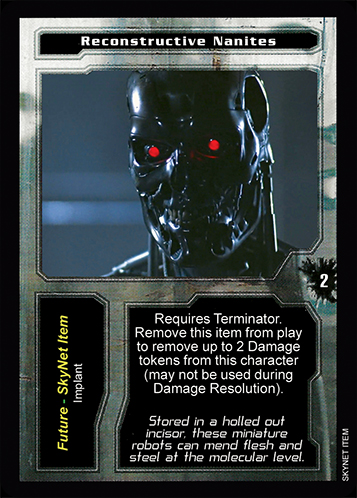 Reconstructive Nanites
2
Future - SkyNet Item
Implant
Requires Terminator.
Remove this item from play
to remove up to 2 Damage
tokens from this character
(may not be used during
Damage Resolution).
Stored in a holled out
incisor, these miniature
robots can mend flesh and
steel at the molecular level.
SKYNET ITEM